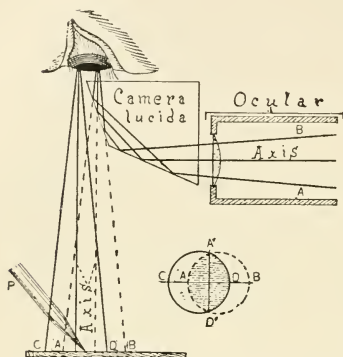 Camera
lucida
Ocular
B
Axis
A
Axis
P
C A D B
A'
C A D B
D'